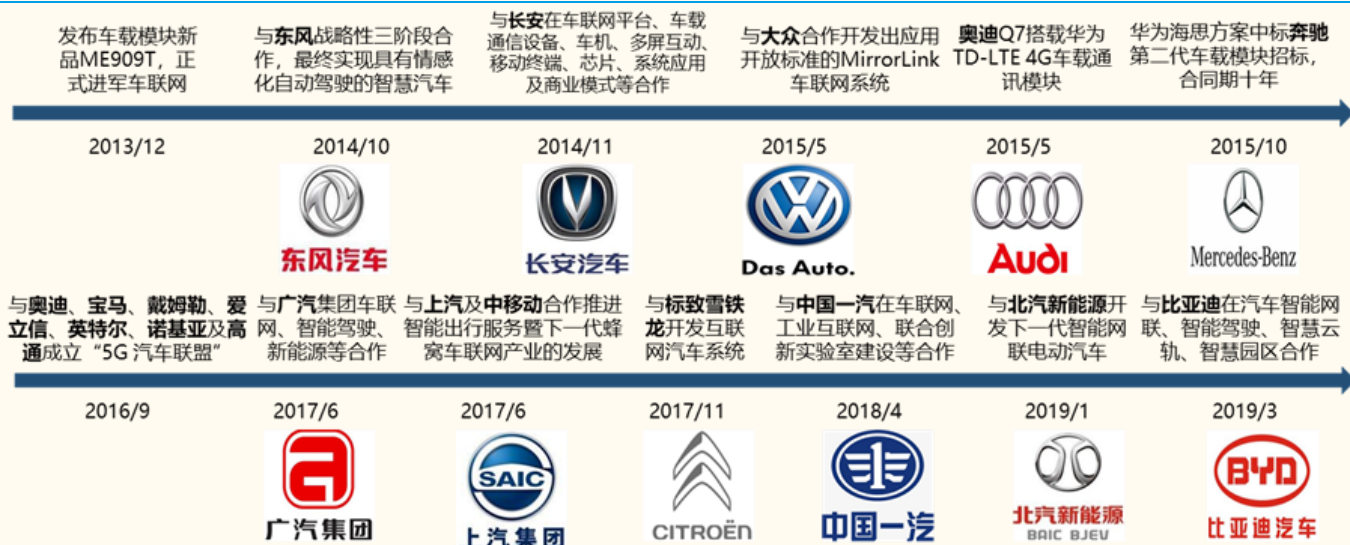 发布车载模块新
品ME909T，正
式进军车联网
与东风战略性三阶段合
作，最终实现具有情感
化自动驾驶的智慧汽车
与长安在车联网平台、车载
通信设备、车机、多屏互动、
移动终端、芯片、系统应用
及商业模式等合作
与大众合作开发出应用
开放标准的MirrorLink
车联网系统
奥迪Q7搭载华为
TD-LTE 4G车载通
讯模块
华为海思方案中标奔驰
第二代车载模块招标，
合同期十年
2013/12
2014/10
2014/11
2015/5
2015/5
2015/10
东风汽车
长安汽车
Das Auto.
Audi
Mercedes-Benz
与奥迪、宝马、戴姆勒、爱
立信、英特尔、诺基亚及高
通成立“5G 汽车联盟”
与广汽集团车联
网、智能驾驶、
新能源等合作
与上汽及中移动合作推进
智能出行服务暨下一代蜂
窝车联网产业的发展
与标致雪铁
龙开发互联
网汽车系统
与中国一汽在车联网、
工业互联网、联合创
新实验室建设等合作
与北汽新能源开
发下一代智能网
联电动汽车
与比亚迪在汽车智能网
联、智能驾驶、智慧云
轨、智慧园区合作
2016/9
2017/6
2017/6
2017/11
2018/4
2019/1
2019/3
广汽集团
SAIC
上汽集团
CITROËN
中国一汽
北汽新能源
BAIC BJEV
BYD
比亚迪汽车